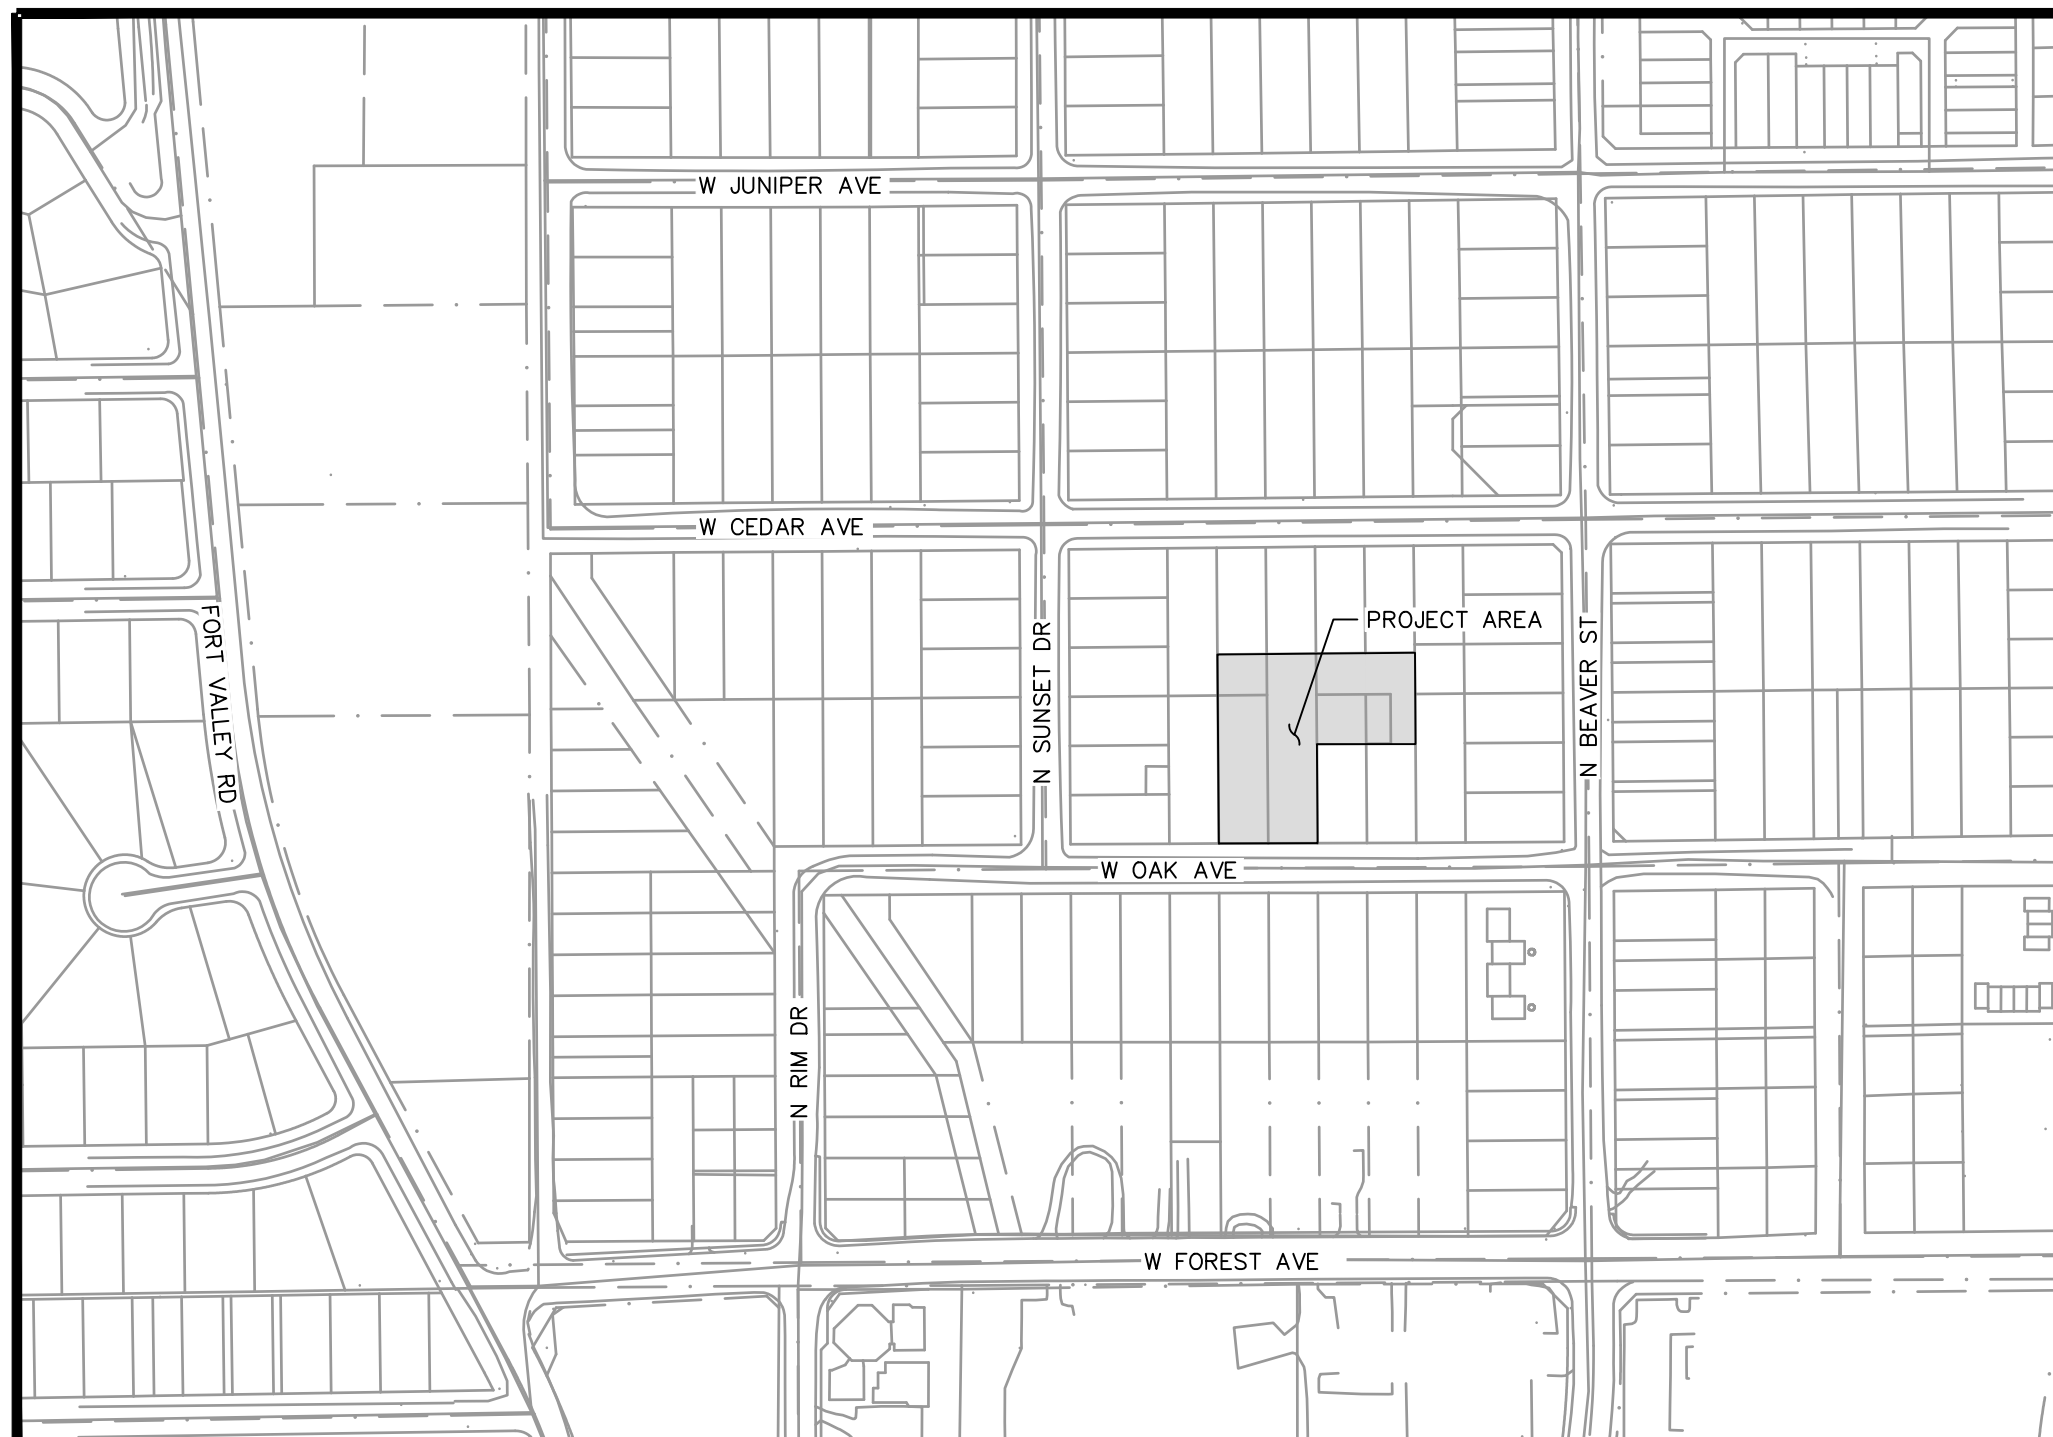 W JUNIPER AVE
W CEDAR AVE
FORT VALLEY RD
N SUNSET DR
PROJECT AREA
N BEAVER ST
W OAK AVE
N RIM DR
W FOREST AVE